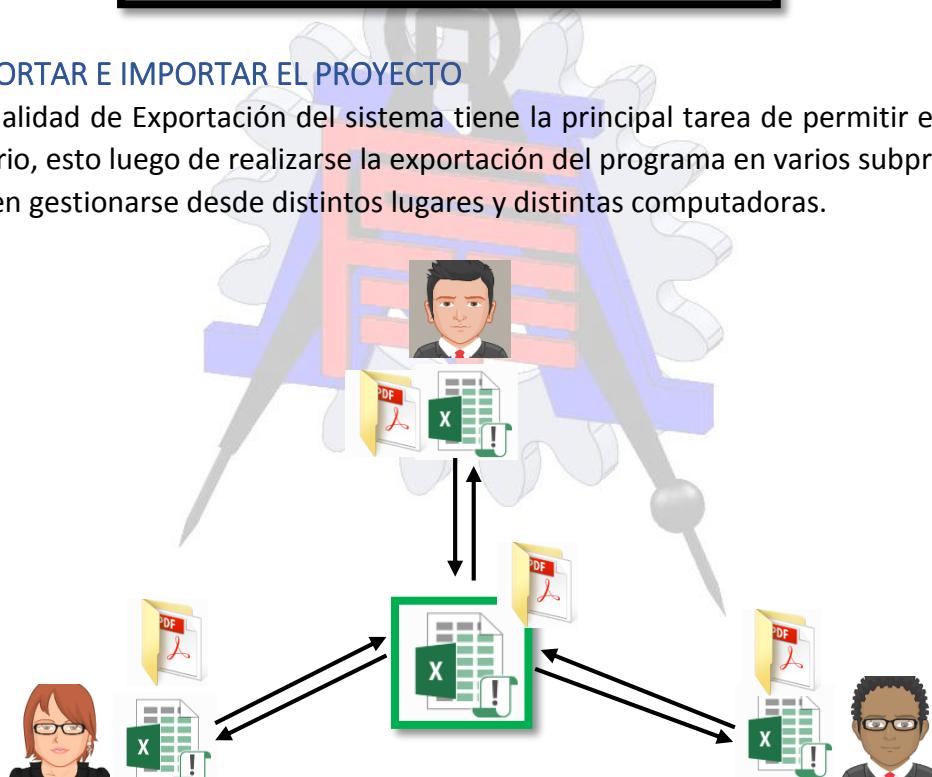 ORTAR E IMPORTAR EL PROYECTO
alidad de Exportación del sistema tiene la principal tarea de permitir e
rio, esto luego de realizarse la exportación del programa en varios subpr
en gestionarse desde distintos lugares y distintas computadoras.
PDF
X
!
PDF
PDF
X
!
PDF
X
!
X
!